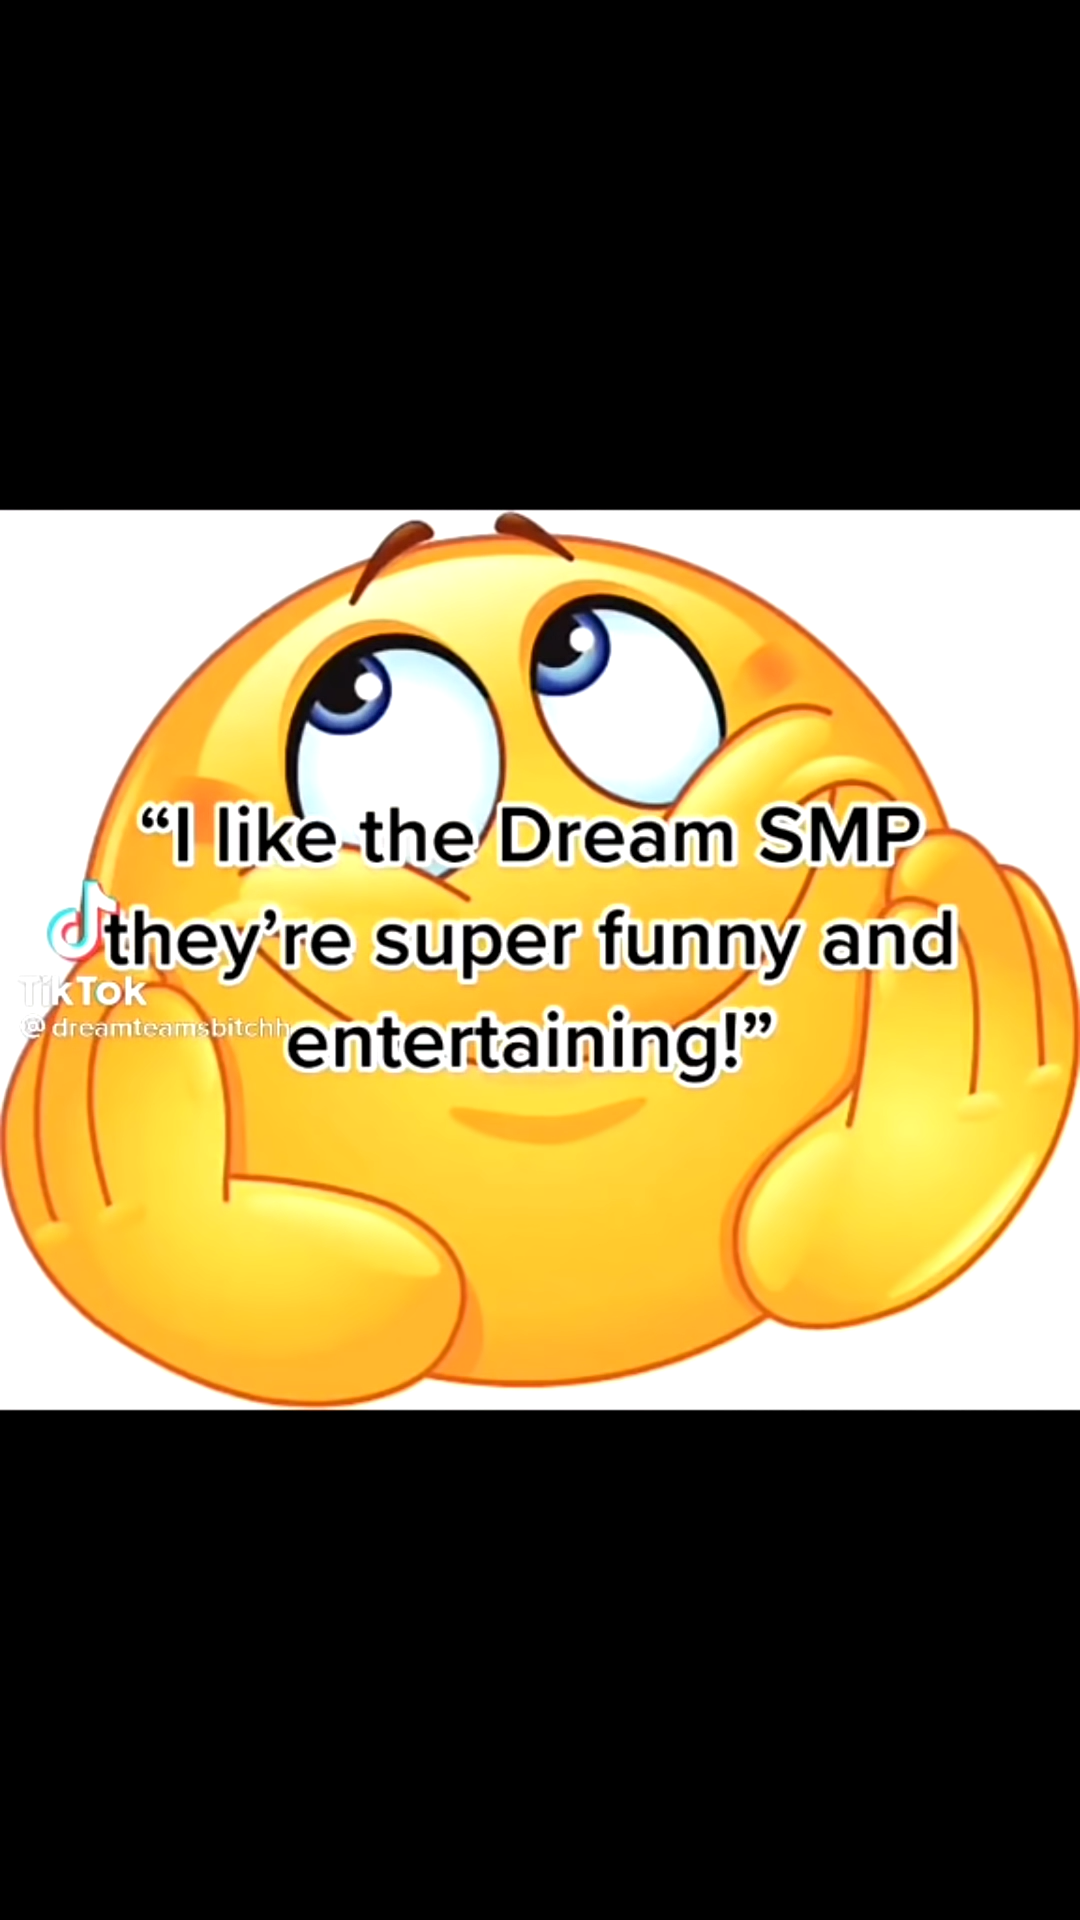 “I like the Dream SMP
they’re super funny and
entertaining!”
TikTok
@dreamteamsbitchh